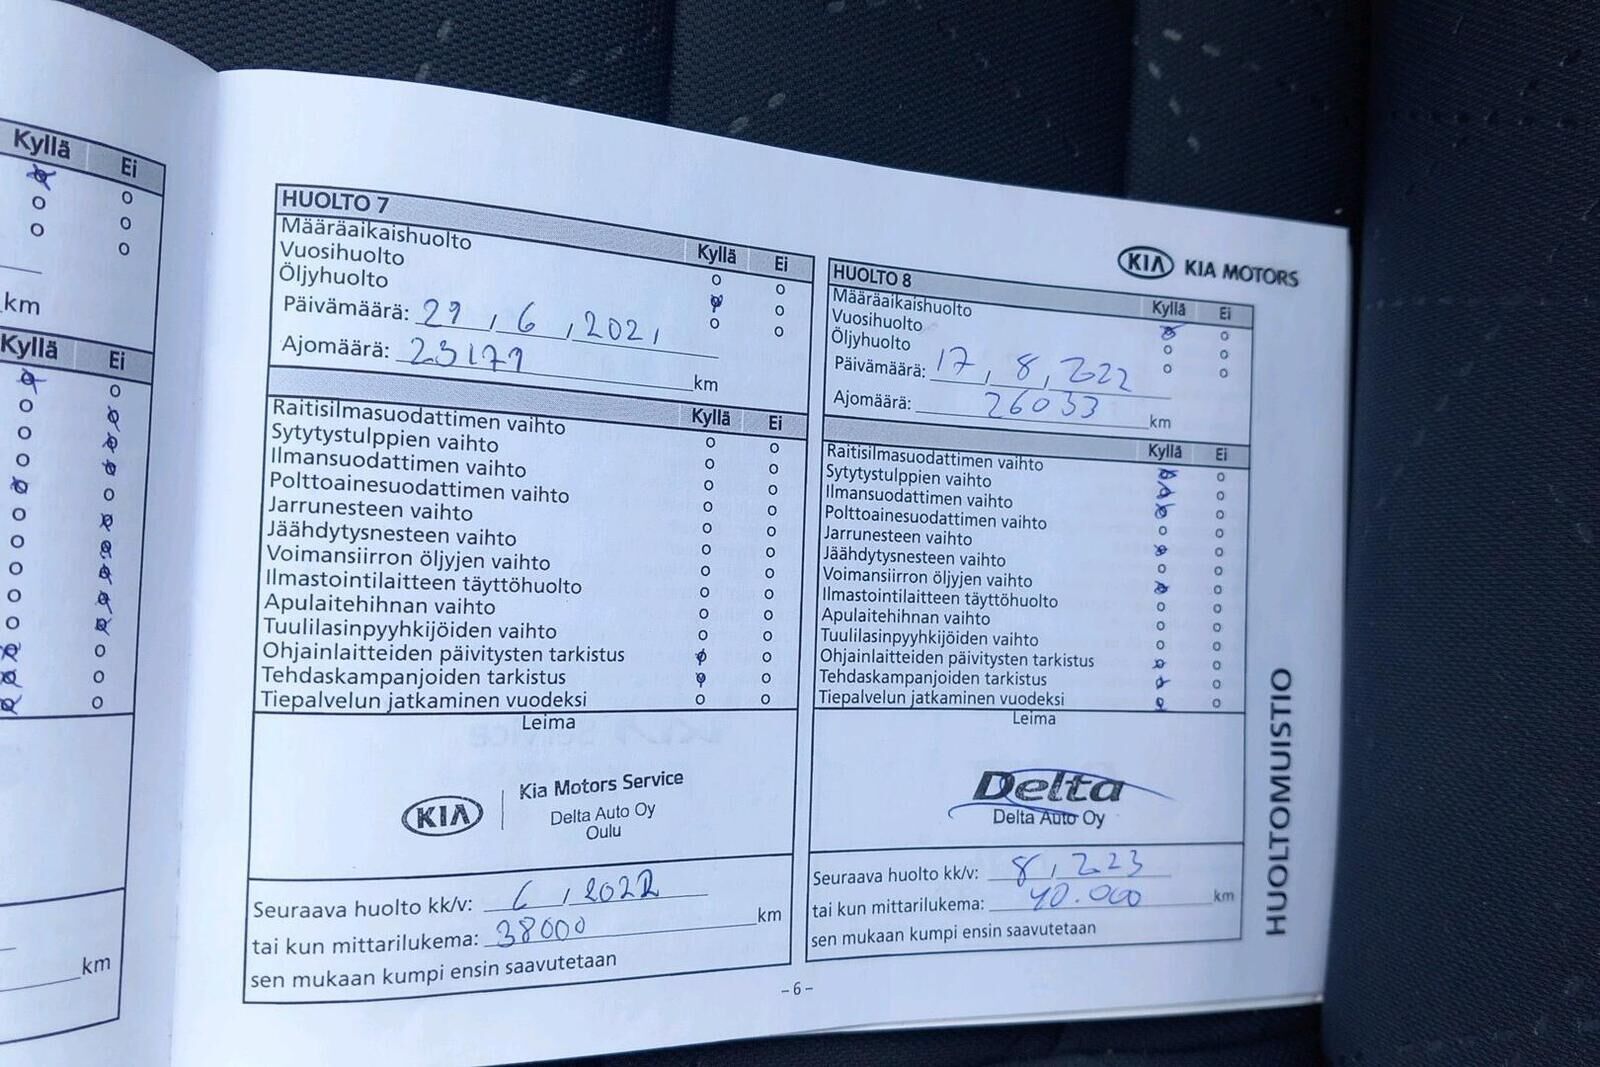 Kyllä Ei
km
Kyllä Ei
km
HUOLTO 7
Kyllä Ei
Määräaikaishuolto
Vuosihuolto
Öljyhuolto
Päivämäärä: 29, 6, 2021
Ajomäärä: 23179 km
Kyllä Ei
Raitisilmasuodattimen vaihto
Sytytystulppien vaihto
Ilmansuodattimen vaihto
Polttoainesuodattimen vaihto
Jarrunesteen vaihto
Jäähdytysnesteen vaihto
Voimansiirron öljyjen vaihto
Ilmastointilaitteen täyttöhuolto
Apulaitehihnan vaihto
Tuulilasinpyyhkijöiden vaihto
Ohjainlaitteiden päivitysten tarkistus
Tehdaskampanjoiden tarkistus
Tiepalvelun jatkaminen vuodeksi
Leima
KIA Kia Motors Service
Delta Auto Oy
Oulu
Seuraava huolto kk/v: 6, 2022
tai kun mittarilukema: 38000 km
sen mukaan kumpi ensin saavutetaan
KIA KIA MOTORS
HUOLTO 8
Kyllä Ei
Määräaikaishuolto
Vuosihuolto
Öljyhuolto
Päivämäärä: 17, 8, 222
Ajomäärä: 26033 km
Kyllä Ei
Raitisilmasuodattimen vaihto
Sytytystulppien vaihto
Ilmansuodattimen vaihto
Polttoainesuodattimen vaihto
Jarrunesteen vaihto
Jäähdytysnesteen vaihto
Voimansiirron öljyjen vaihto
Ilmastointilaitteen täyttöhuolto
Apulaitehihnan vaihto
Tuulilasinpyyhkijöiden vaihto
Ohjainlaitteiden päivitysten tarkistus
Tehdaskampanjoiden tarkistus
Tiepalvelun jatkaminen vuodeksi
Leima
Delta
Delta Auto Oy
Seuraava huolto kk/v: 8, 223
tai kun mittarilukema: 40.000 km
sen mukaan kumpi ensin saavutetaan
HUOLTOMUISTIO
- 6 -